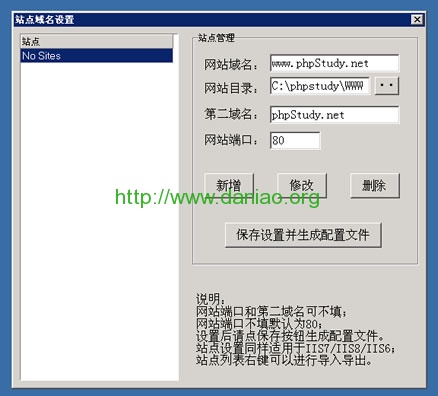 站点域名设置
站点
No Sites
站点管理
网站域名: www.phpStudy.net
网站目录: C:\phpstudy\WWW ..
第二域名: phpStudy.net
网站端口: 80
新增 修改 删除
http://www.daniao.org
保存设置并生成配置文件
说明:
网站端口和第二域名可不填;
网站端口不填默认为80;
设置后请点保存按钮生成配置文件。
站点设置同样适用于IIS7/IIS8/IIS6;
站点列表右键可以进行导入导出。